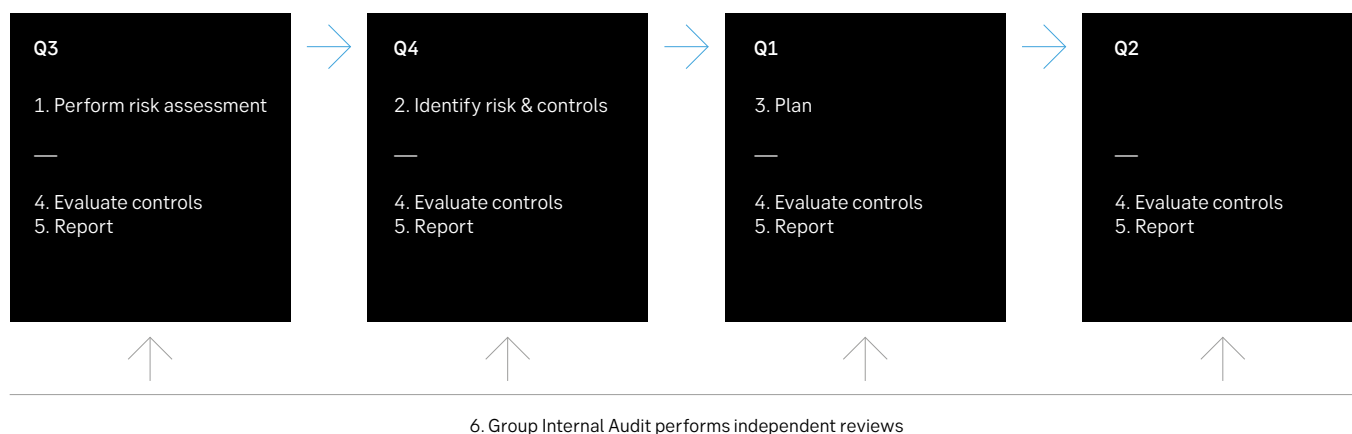 Q3
1. Perform risk assessment
—
4. Evaluate controls
5. Report
Q4
2. Identify risk & controls
—
4. Evaluate controls
5. Report
Q1
3. Plan
—
4. Evaluate controls
5. Report
Q2
—
4. Evaluate controls
5. Report
6. Group Internal Audit performs independent reviews